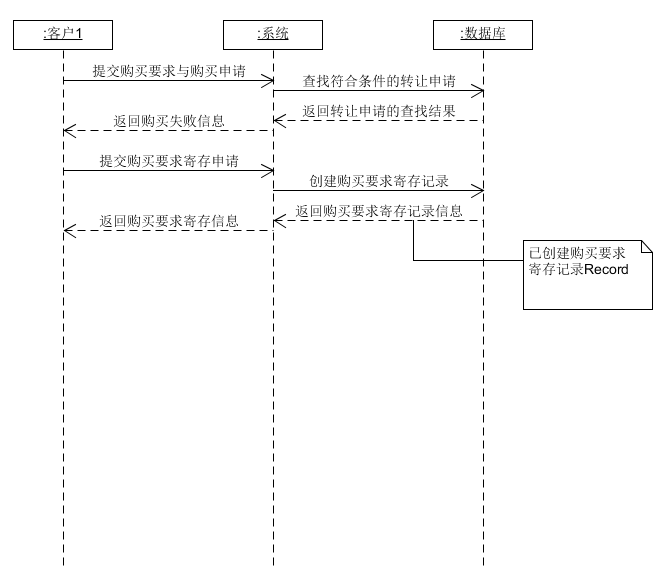 :客户1
:系统
:数据库
提交购买要求与购买申请
查找符合条件的转让申请
返回转让申请的查找结果
返回购买失败信息
提交购买要求寄存申请
创建购买要求寄存记录
返回购买要求寄存记录信息
返回购买要求寄存信息
已创建购买要求
寄存记录Record